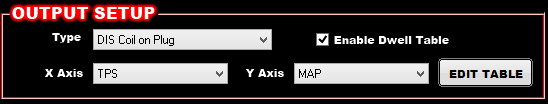 OUTPUT SETUP
Type DIS Coil on Plug Enable Dwell Table
X Axis TPS Y Axis MAP EDIT TABLE